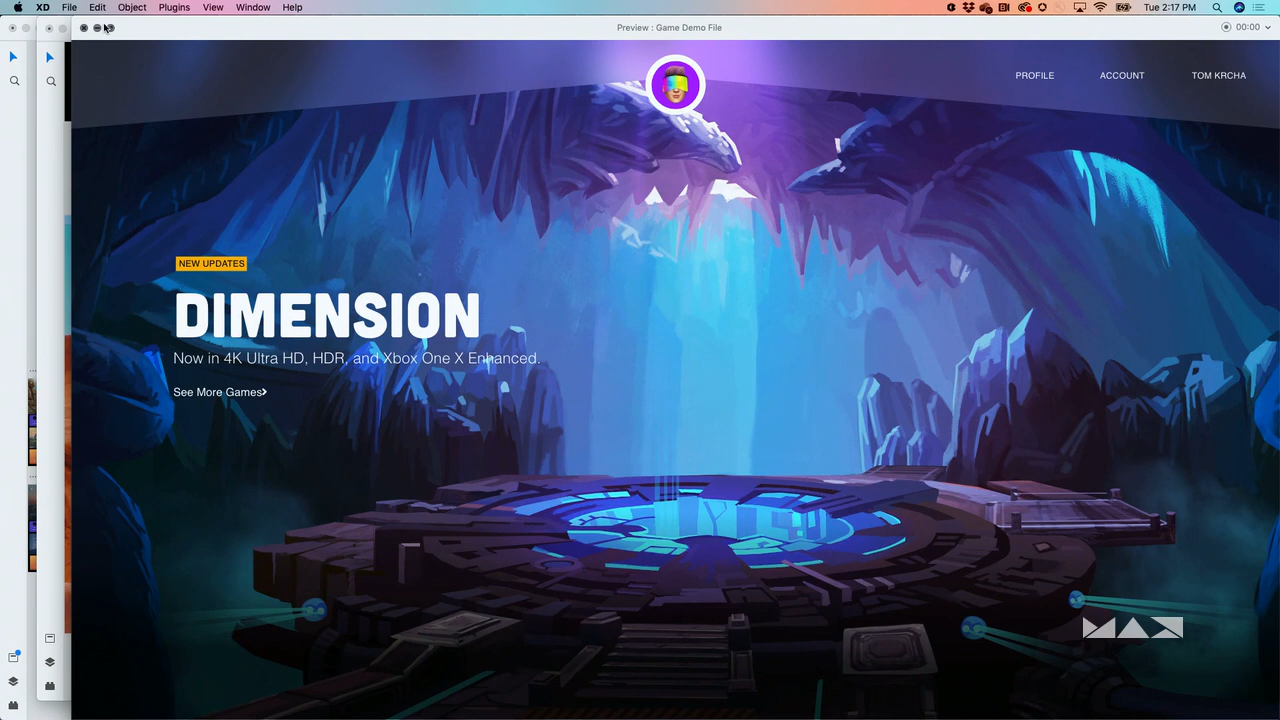 XD File Edit Object Plugins View Window Help
Tue 2:17 PM
Preview : Game Demo File
00:00
PROFILE ACCOUNT TOM KRCHA
NEW UPDATES
DIMENSION
Now in 4K Ultra HD, HDR, and Xbox One X Enhanced.
See More Games
MAX